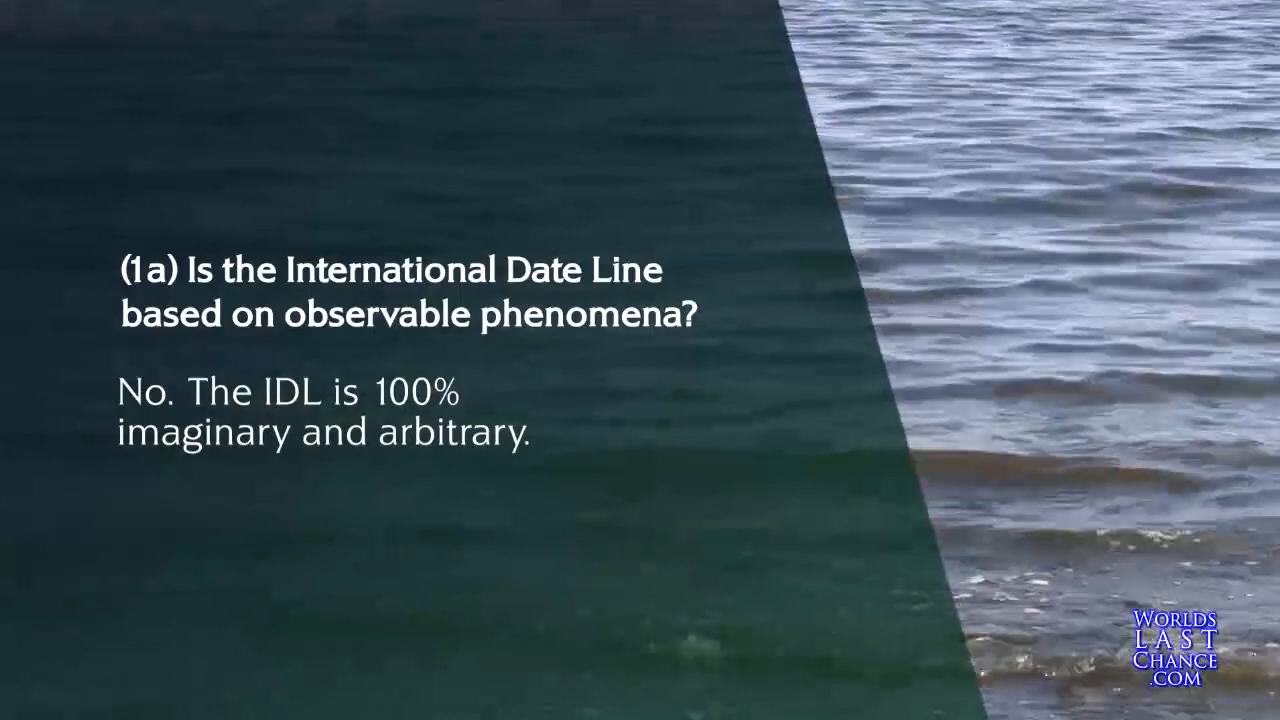 (1a) Is the International Date Line
based on observable phenomena?
No. The IDL is 100%
imaginary and arbitrary.
WORLDS
LAST
CHANCE
.COM